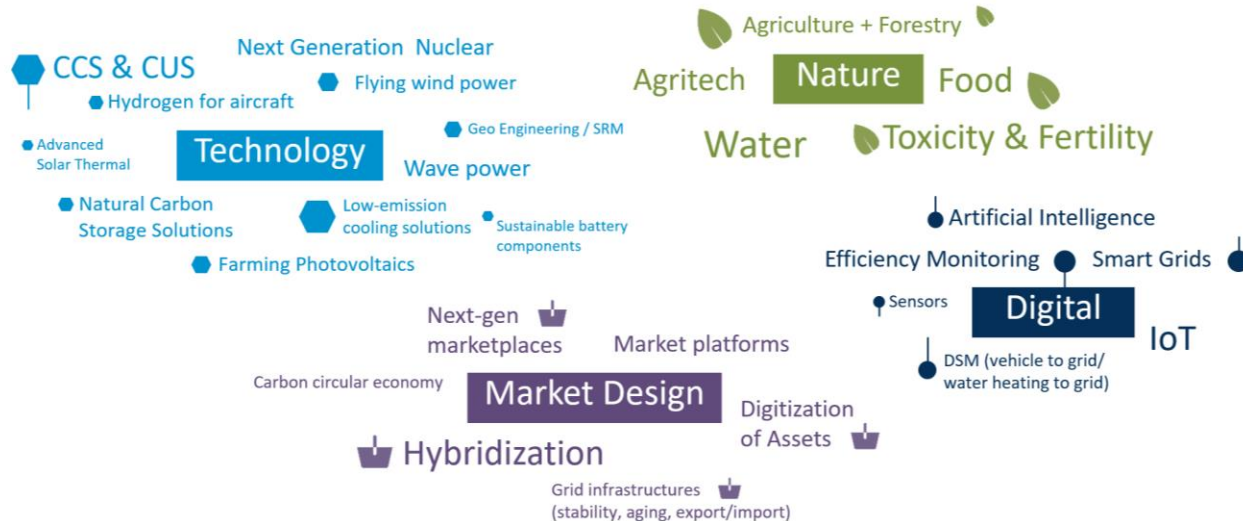 CCS & CUS
Next Generation Nuclear
Flying wind power
Hydrogen for aircraft
Geo Engineering / SRM
Advanced
Solar Thermal
Technology
Wave power
Natural Carbon
Storage Solutions
Low-emission
cooling solutions
Sustainable battery
components
Farming Photovoltaics
Agriculture + Forestry
Agritech
Nature
Food
Water
Toxicity & Fertility
Artificial Intelligence
Efficiency Monitoring
Smart Grids
Sensors
Digital
IoT
DSM (vehicle to grid/
water heating to grid)
Next-gen
marketplaces
Market platforms
Carbon circular economy
Market Design
Digitization
of Assets
Hybridization
Grid infrastructures
(stability, aging, export/import)